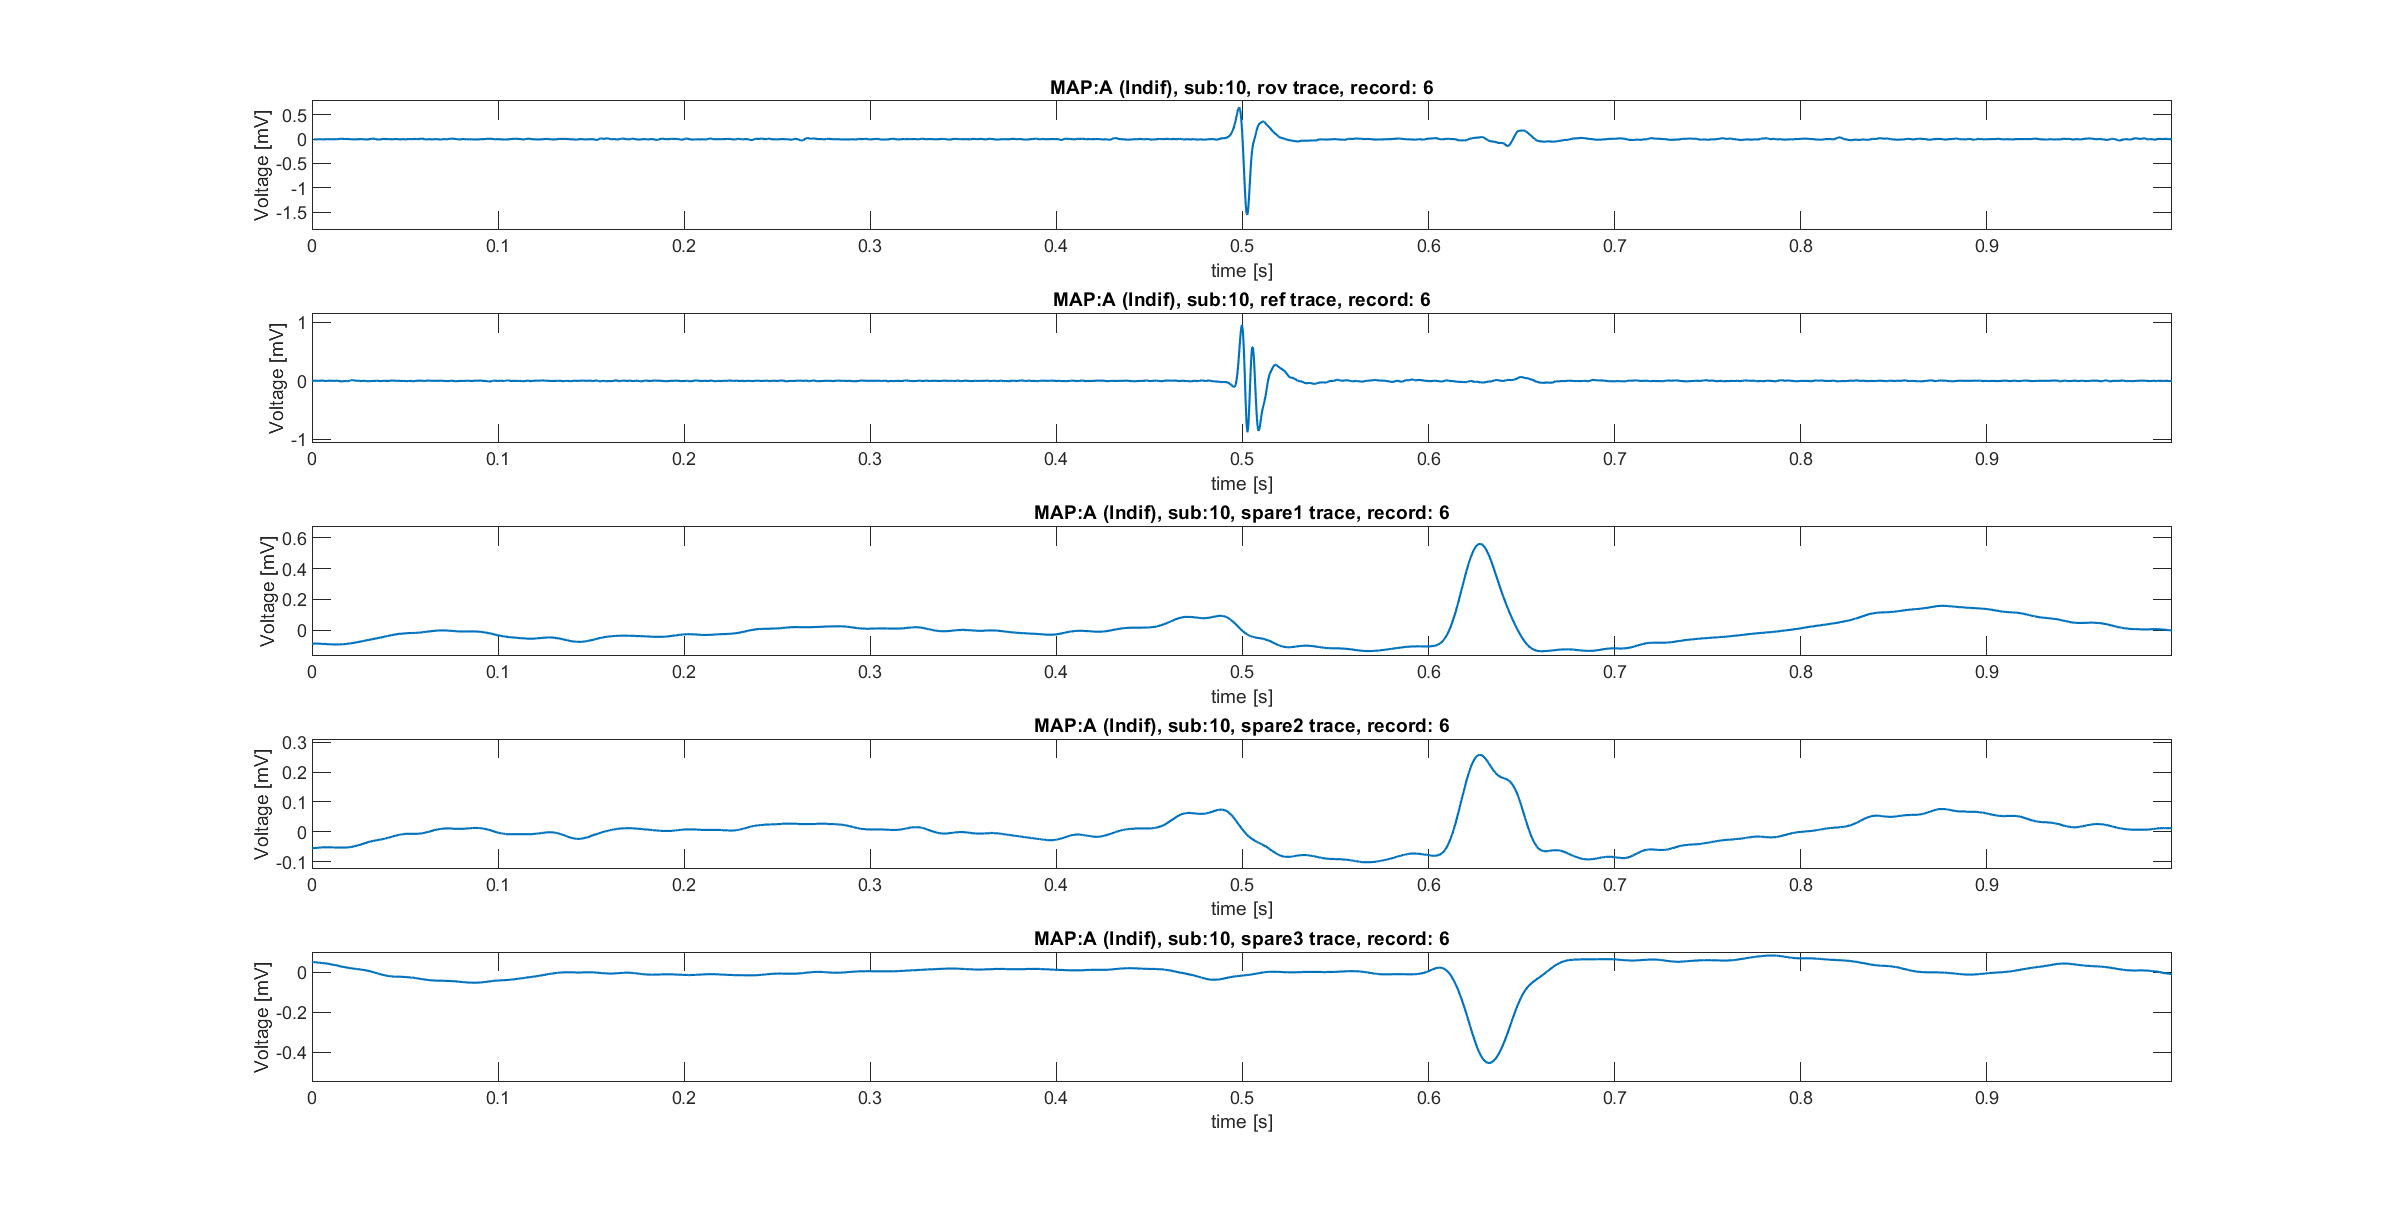 MAP:A (Indif), sub:10, rov trace, record: 6
Voltage [mV]
0.5
0
-0.5
-1
-1.5
0 0.1 0.2 0.3 0.4 0.5 0.6 0.7 0.8 0.9
time [s]
MAP:A (Indif), sub:10, ref trace, record: 6
Voltage [mV]
1
0
-1
0 0.1 0.2 0.3 0.4 0.5 0.6 0.7 0.8 0.9
time [s]
MAP:A (Indif), sub:10, spare1 trace, record: 6
Voltage [mV]
0.6
0.4
0.2
0
0 0.1 0.2 0.3 0.4 0.5 0.6 0.7 0.8 0.9
time [s]
MAP:A (Indif), sub:10, spare2 trace, record: 6
Voltage [mV]
0.3
0.2
0.1
0
-0.1
0 0.1 0.2 0.3 0.4 0.5 0.6 0.7 0.8 0.9
time [s]
MAP:A (Indif), sub:10, spare3 trace, record: 6
Voltage [mV]
0
-0.2
-0.4
0 0.1 0.2 0.3 0.4 0.5 0.6 0.7 0.8 0.9
time [s]